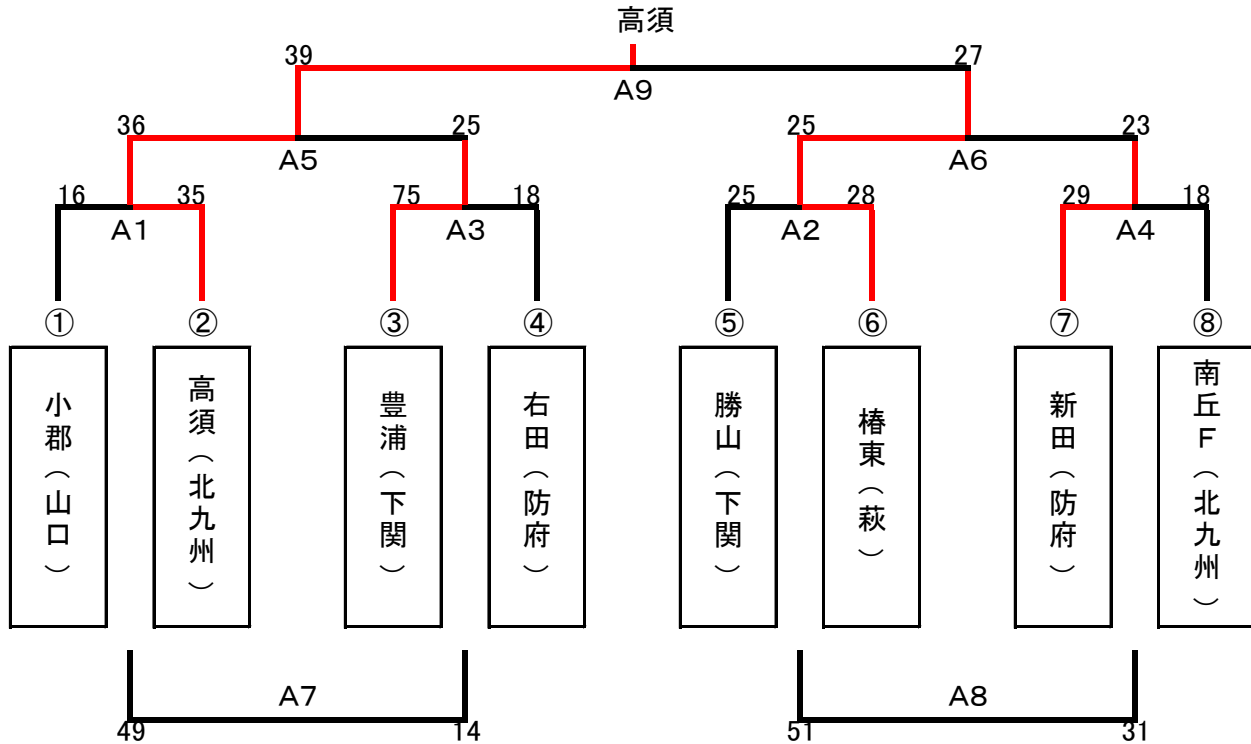 高須
39 27
A9
36 25 25 23
A5 A6
16 35 75 18 25 28 29 18
A1 A3 A2 A4
① ② ③ ④ ⑤ ⑥ ⑦ ⑧
小郡(山口)
高須(北九州)
豊浦(下関)
右田(防府)
勝山(下関)
椿東(萩)
新田(防府)
南丘F(北九州)
A7 A8
49 14 51 31